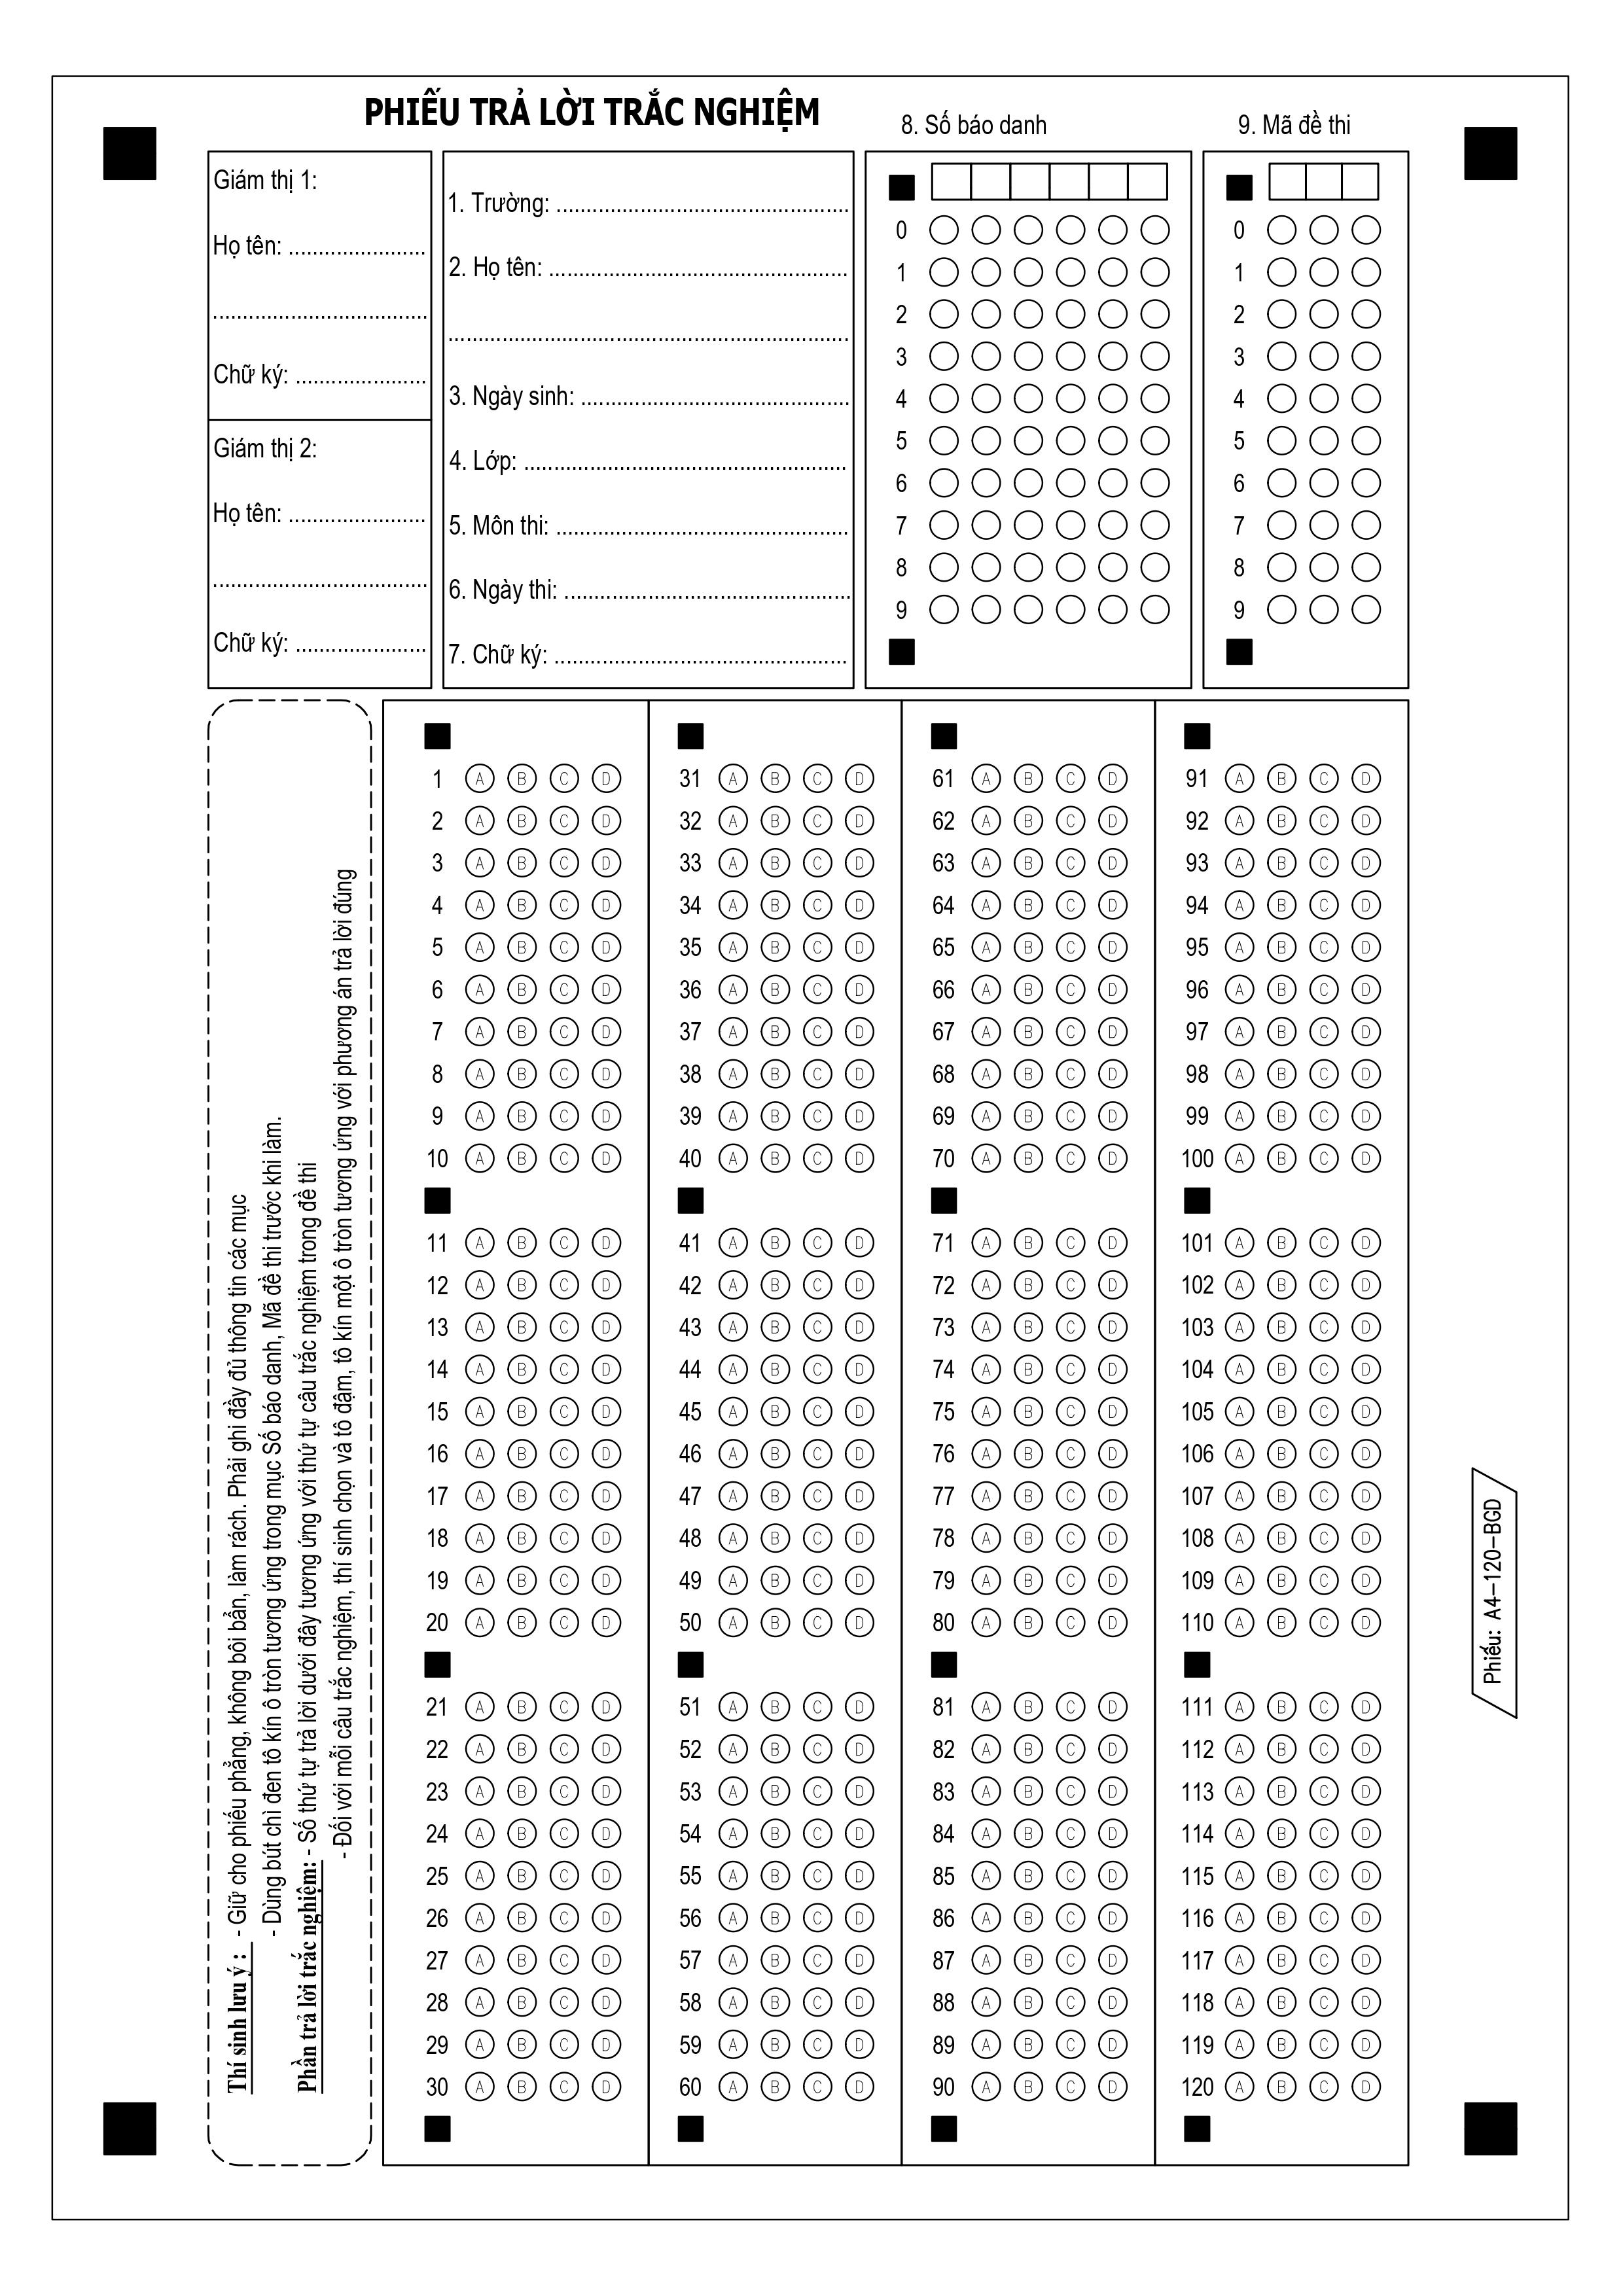 PHIẾU TRẢ LỜI TRẮC NGHIỆM
8. Số báo danh
9. Mã đề thi
Giám thị 1:
Họ tên: .......................
....................................
Chữ ký: ......................
Giám thị 2:
Họ tên: .......................
....................................
Chữ ký: ......................
1. Trường: .................................................
2. Họ tên: ..................................................
...................................................................
3. Ngày sinh: .............................................
4. Lớp: ......................................................
5. Môn thi: .................................................
6. Ngày thi: ................................................
7. Chữ ký: .................................................
0 0
1 1
2 2
3 3
4 4
5 5
6 6
7 7
8 8
9 9
Thí sinh lưu ý : - Giữ cho phiếu phẳng, không bôi bẩn, làm rách. Phải ghi đầy đủ thông tin các mục
- Dùng bút chì đen tô kín ô tròn tương ứng trong mục Số báo danh, Mã đề thi trước khi làm.
Phần trả lời trắc nghiệm: - Số thứ tự trả lời dưới đây tương ứng với thứ tự câu trắc nghiệm trong đề thi
- Đối với mỗi câu trắc nghiệm, thí sinh chọn và tô đậm, tô kín một ô tròn tương ứng với phương án trả lời đúng
1 A B C D 31 A B C D 61 A B C D 91 A B C D
2 A B C D 32 A B C D 62 A B C D 92 A B C D
3 A B C D 33 A B C D 63 A B C D 93 A B C D
4 A B C D 34 A B C D 64 A B C D 94 A B C D
5 A B C D 35 A B C D 65 A B C D 95 A B C D
6 A B C D 36 A B C D 66 A B C D 96 A B C D
7 A B C D 37 A B C D 67 A B C D 97 A B C D
8 A B C D 38 A B C D 68 A B C D 98 A B C D
9 A B C D 39 A B C D 69 A B C D 99 A B C D
10 A B C D 40 A B C D 70 A B C D 100 A B C D
11 A B C D 41 A B C D 71 A B C D 101 A B C D
12 A B C D 42 A B C D 72 A B C D 102 A B C D
13 A B C D 43 A B C D 73 A B C D 103 A B C D
14 A B C D 44 A B C D 74 A B C D 104 A B C D
15 A B C D 45 A B C D 75 A B C D 105 A B C D
16 A B C D 46 A B C D 76 A B C D 106 A B C D
17 A B C D 47 A B C D 77 A B C D 107 A B C D
18 A B C D 48 A B C D 78 A B C D 108 A B C D
19 A B C D 49 A B C D 79 A B C D 109 A B C D
20 A B C D 50 A B C D 80 A B C D 110 A B C D
21 A B C D 51 A B C D 81 A B C D 111 A B C D
22 A B C D 52 A B C D 82 A B C D 112 A B C D
23 A B C D 53 A B C D 83 A B C D 113 A B C D
24 A B C D 54 A B C D 84 A B C D 114 A B C D
25 A B C D 55 A B C D 85 A B C D 115 A B C D
26 A B C D 56 A B C D 86 A B C D 116 A B C D
27 A B C D 57 A B C D 87 A B C D 117 A B C D
28 A B C D 58 A B C D 88 A B C D 118 A B C D
29 A B C D 59 A B C D 89 A B C D 119 A B C D
30 A B C D 60 A B C D 90 A B C D 120 A B C D
Phiếu: A4-120-BGD